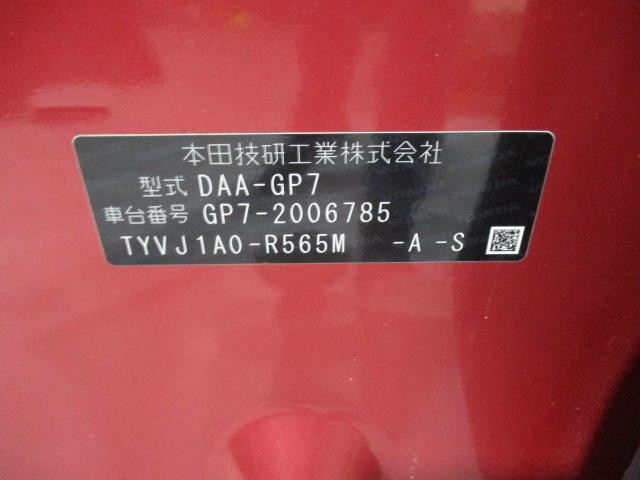 本田技研工業株式会社
型式 DAA-GP7
車台番号 GP7-2006785
TYVJ1A0-R565M -A -S